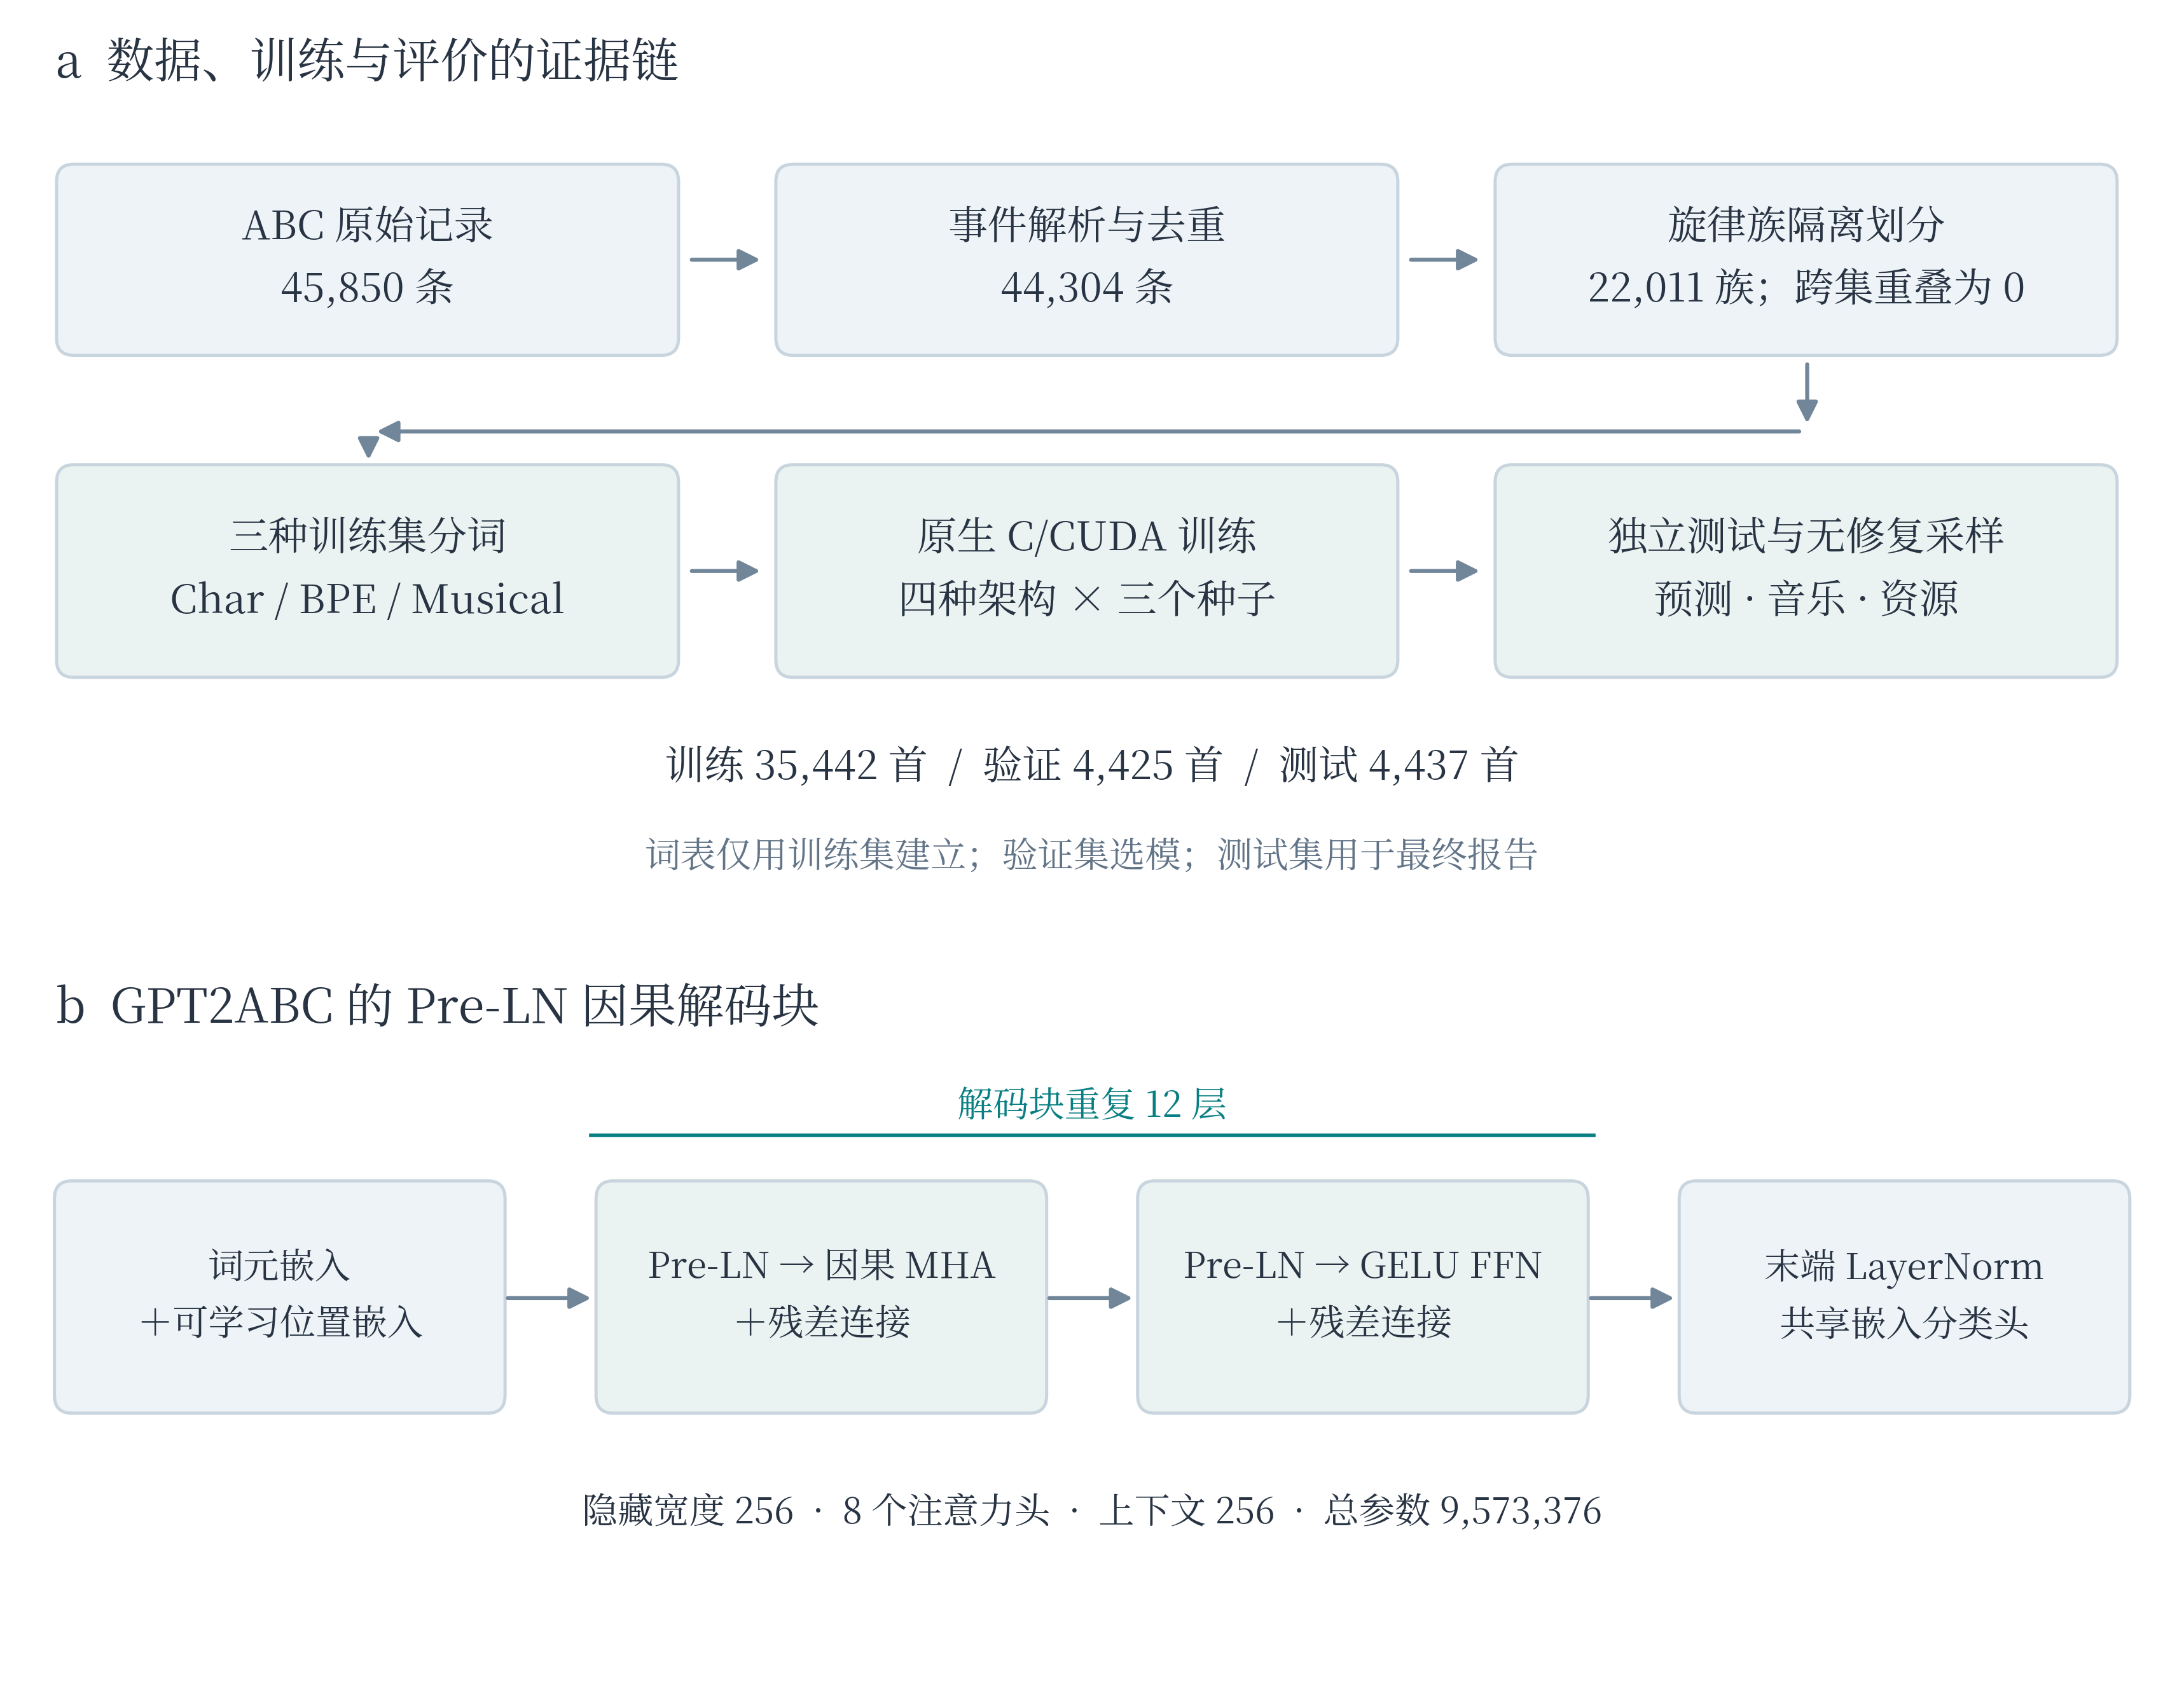 a 数据、训练与评价的证据链
ABC 原始记录
45,850 条
事件解析与去重
44,304 条
旋律族隔离划分
22,011 族；跨集重叠为 0
三种训练集分词
Char / BPE / Musical
原生 C/CUDA 训练
四种架构 × 三个种子
独立测试与无修复采样
预测 · 音乐 · 资源
训练 35,442 首 / 验证 4,425 首 / 测试 4,437 首
词表仅用训练集建立；验证集选模；测试集用于最终报告
b GPT2ABC 的 Pre-LN 因果解码块
解码块重复 12 层
词元嵌入
＋可学习位置嵌入
Pre-LN → 因果 MHA
＋残差连接
Pre-LN → GELU FFN
＋残差连接
末端 LayerNorm
共享嵌入分类头
隐藏宽度 256 · 8 个注意力头 · 上下文 256 · 总参数 9,573,376